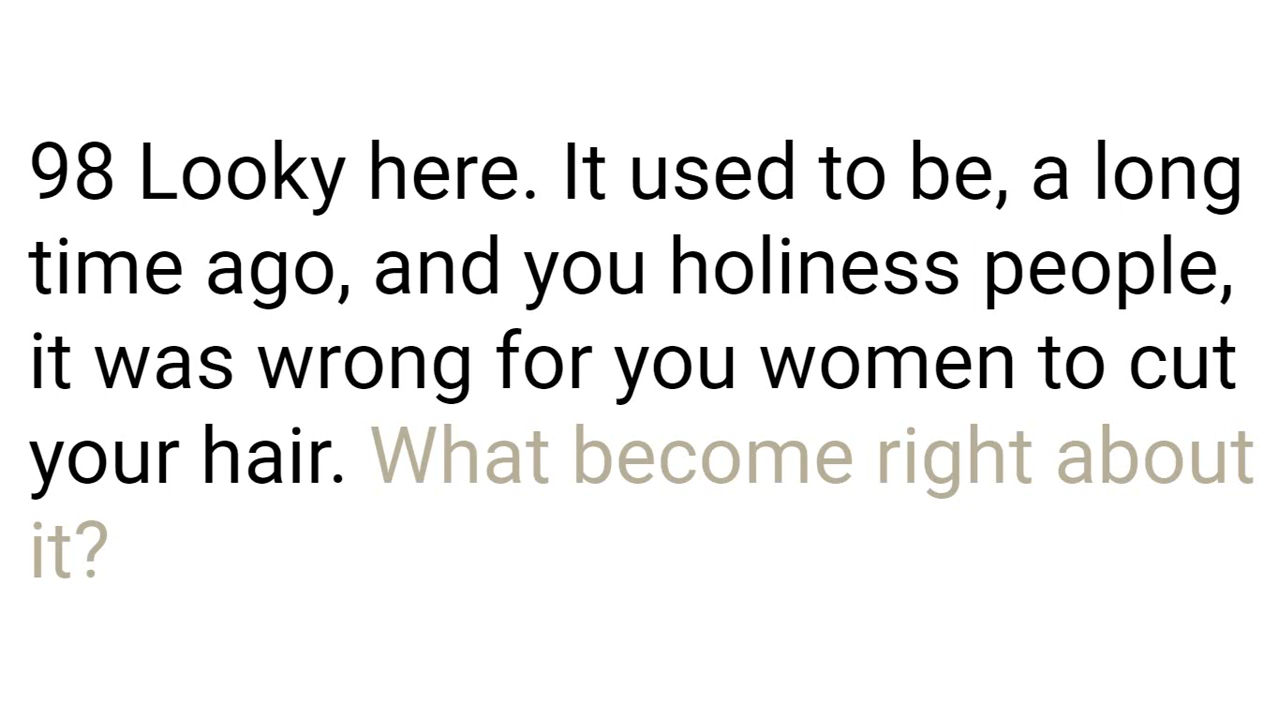 98 Looky here. It used to be, a long
time ago, and you holiness people,
it was wrong for you women to cut
your hair. What become right about
it?